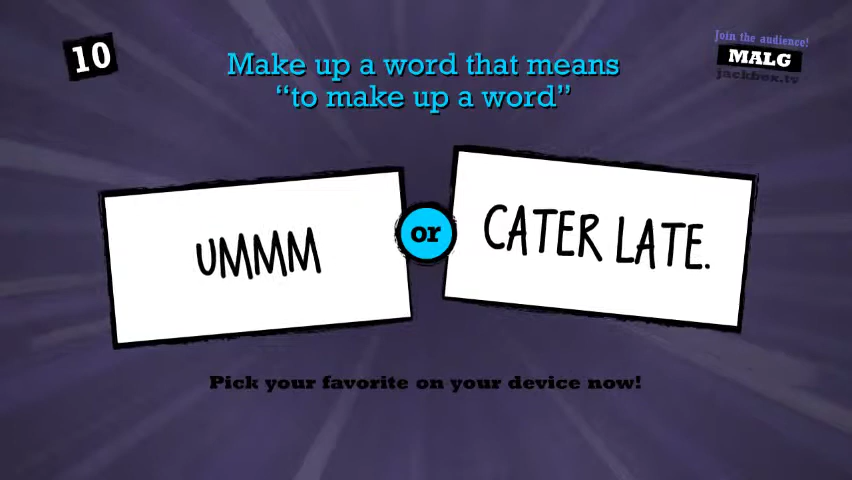 10
Join the audience!
MALG
jackbox.tv
Make up a word that means
“to make up a word”
UMMM
or
CATER LATE.
Pick your favorite on your device now!